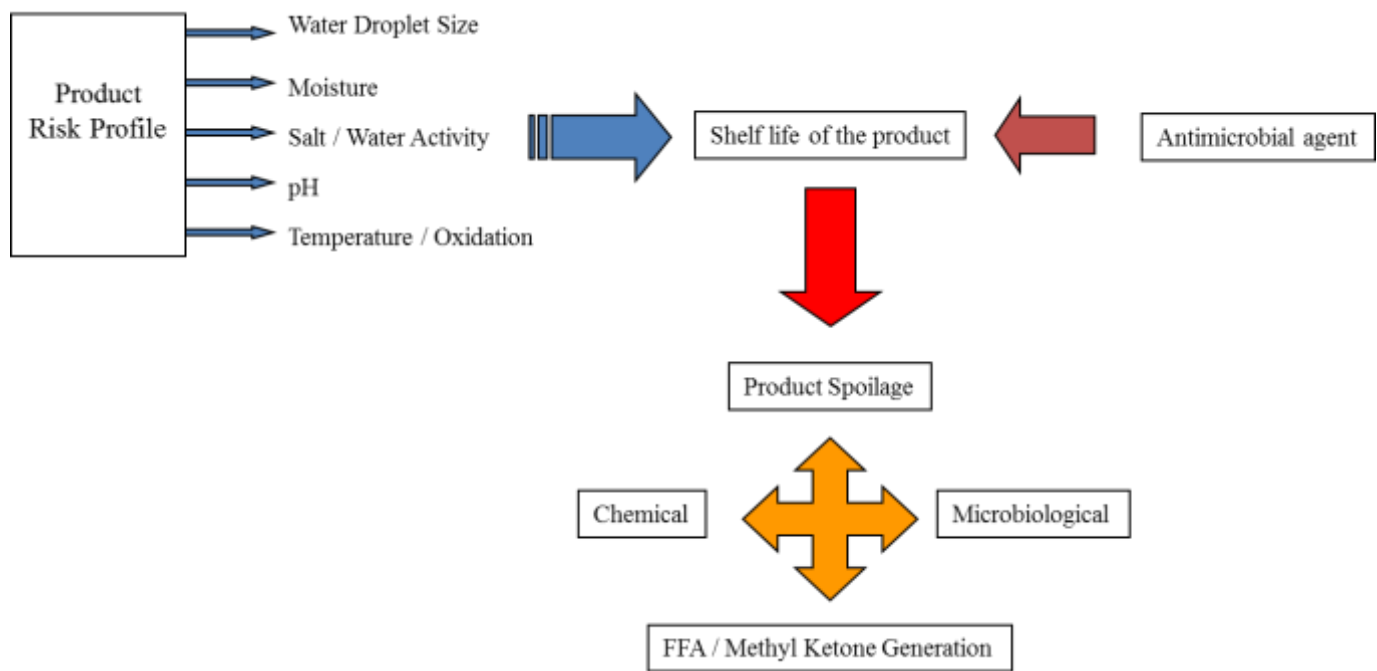 Product
Risk Profile
Water Droplet Size
Moisture
Salt / Water Activity
pH
Temperature / Oxidation
Shelf life of the product
Antimicrobial agent
Product Spoilage
Chemical
Microbiological
FFA / Methyl Ketone Generation